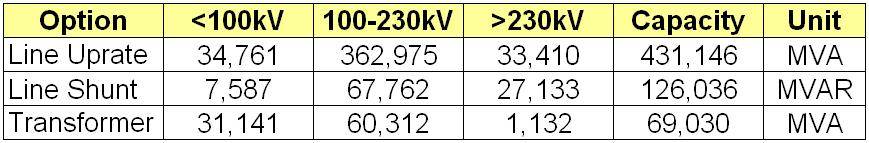 Option <100kV 100-230kV >230kV Capacity Unit
Line Uprate 34,761 362,975 33,410 431,146 MVA
Line Shunt 7,587 67,762 27,133 126,036 MVAR
Transformer 31,141 60,312 1,132 69,030 MVA